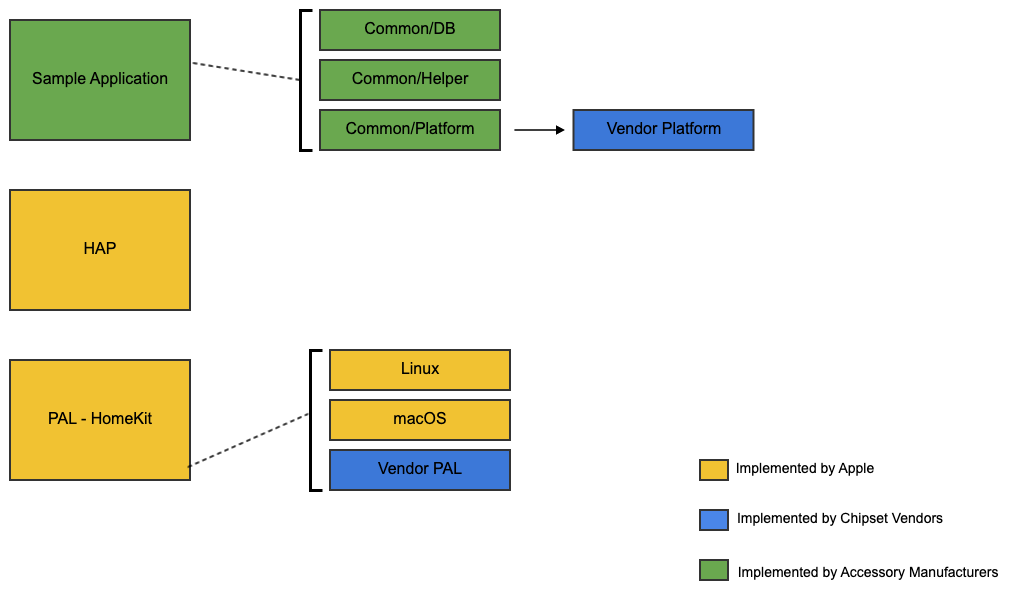 Sample Application
Common/DB
Common/Helper
Common/Platform
Vendor Platform
HAP
PAL - HomeKit
Linux
macOS
Vendor PAL
Implemented by Apple
Implemented by Chipset Vendors
Implemented by Accessory Manufacturers